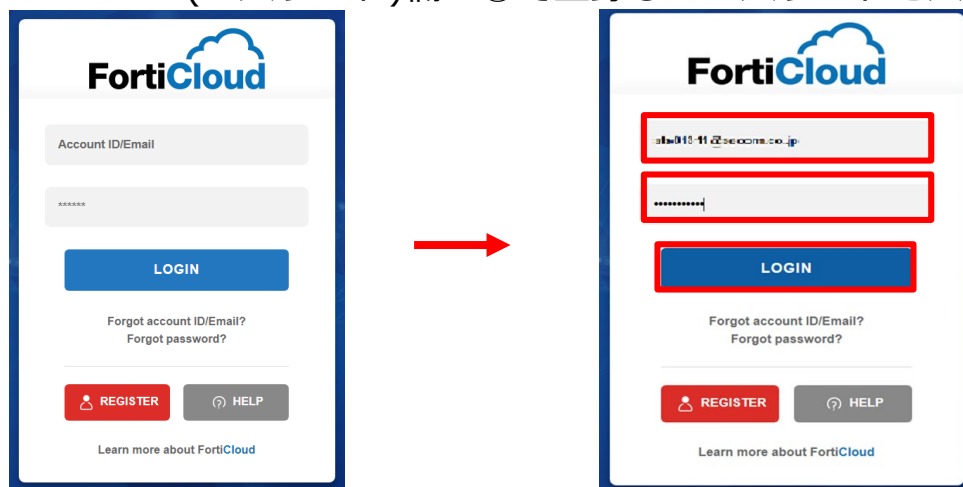 FortiCloud
Account ID/Email
******
LOGIN
Forgot account ID/Email?
Forgot password?
REGISTER
HELP
Learn more about FortiCloud
FortiCloud
•••••••••••
LOGIN
Forgot account ID/Email?
Forgot password?
REGISTER
HELP
Learn more about FortiCloud